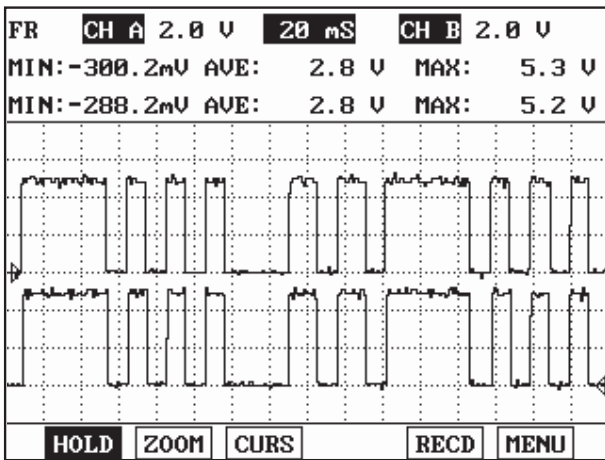 FR CH A 2.0 V 20 mS CH B 2.0 V
MIN:-300.2mV AVE: 2.8 V MAX: 5.3 V
MIN:-288.2mV AVE: 2.8 V MAX: 5.2 V
HOLD ZOOM CURS RECD MENU